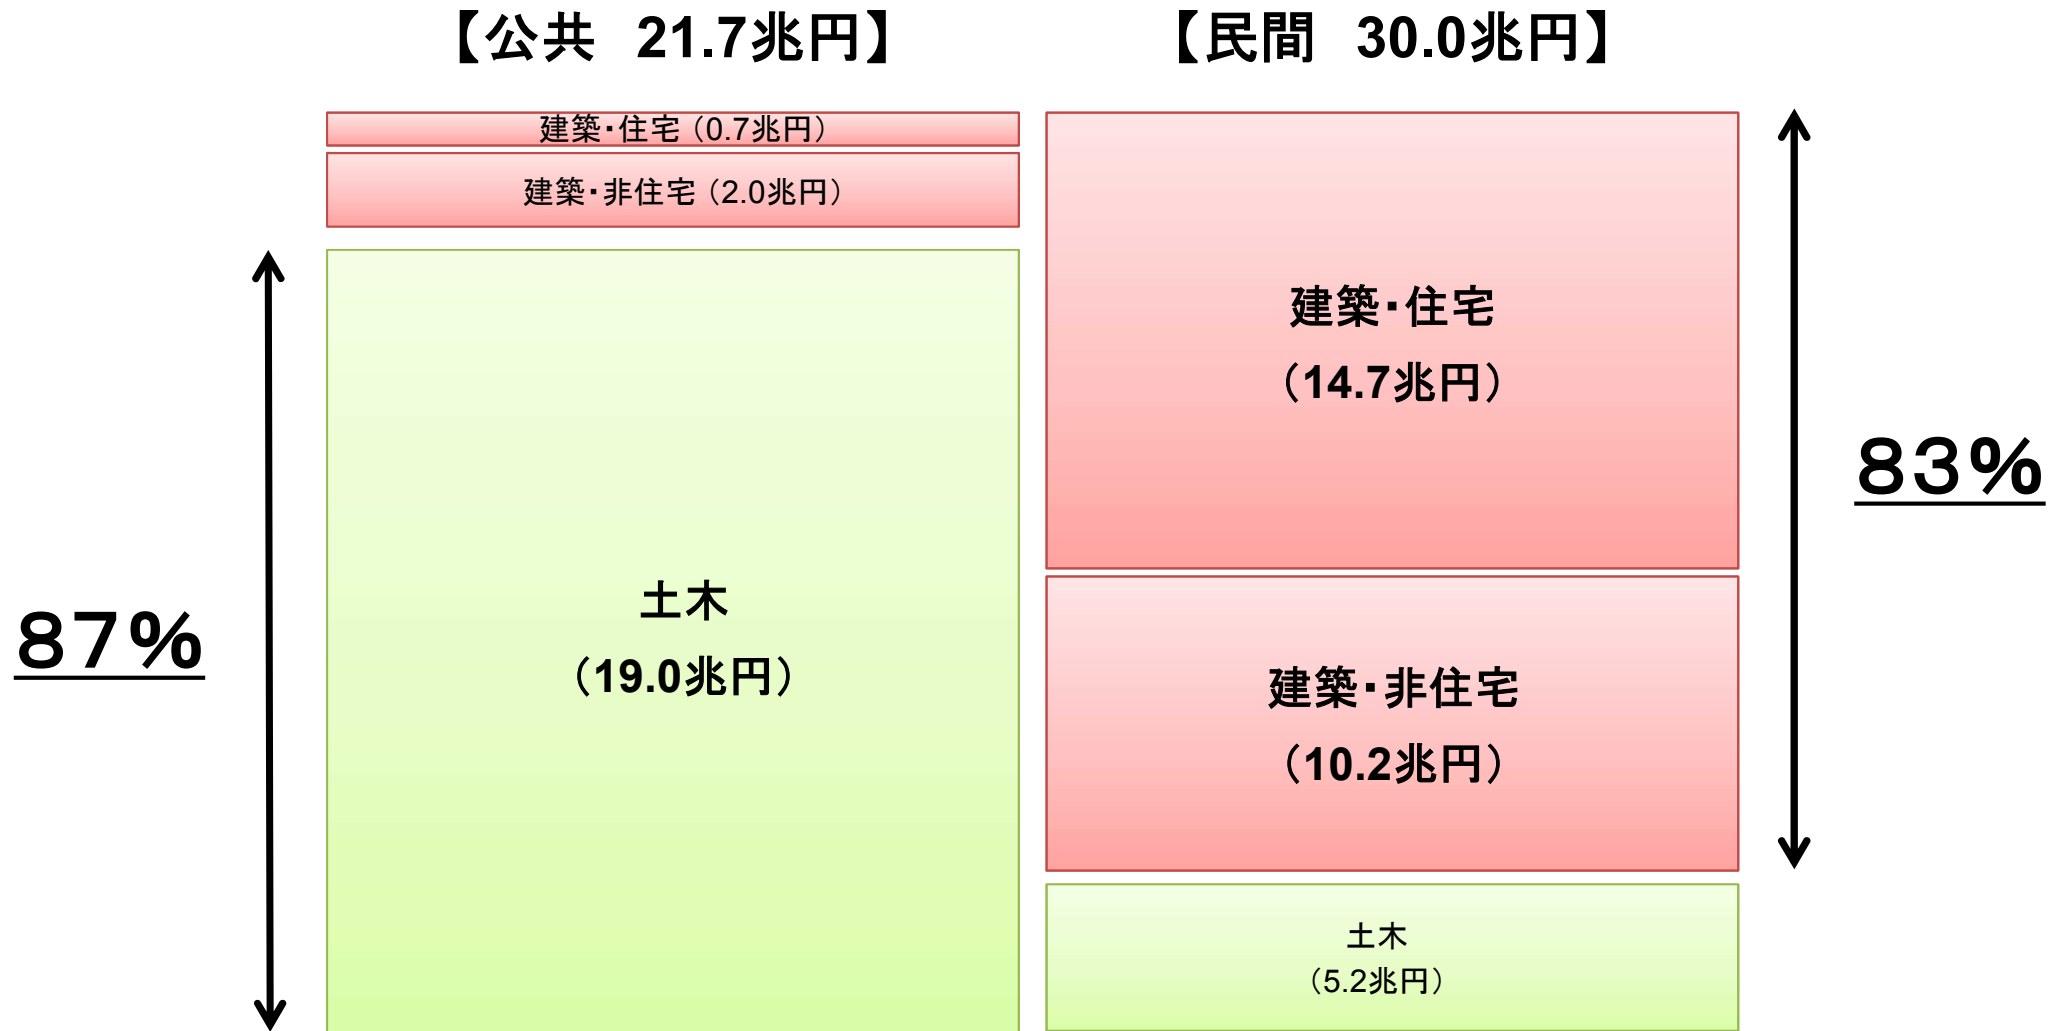 【公共　21.7兆円】
【民間　30.0兆円】
建築・住宅（0.7兆円）
建築・非住宅（2.0兆円）
土木
（19.0兆円）
87%
建築・住宅
（14.7兆円）
建築・非住宅
（10.2兆円）
土木
（5.2兆円）
83%